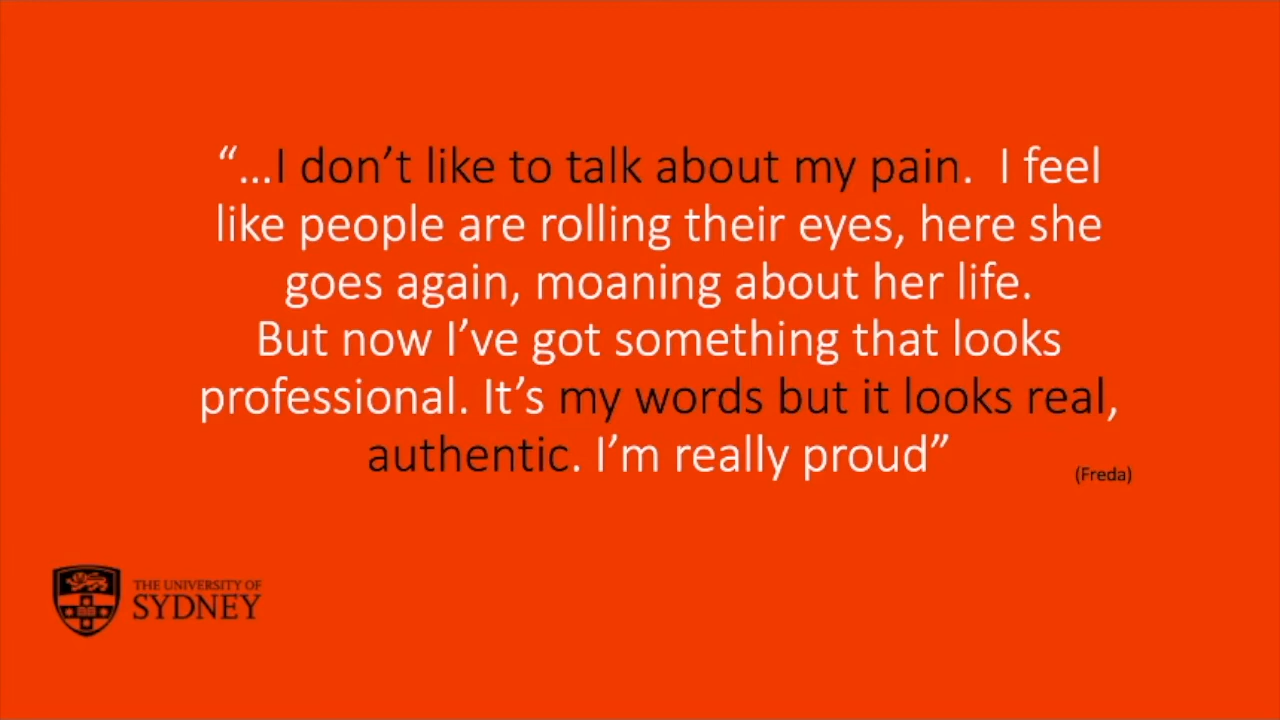 “…I don’t like to talk about my pain.  I feel
like people are rolling their eyes, here she
goes again, moaning about her life.
But now I’ve got something that looks
professional. It’s my words but it looks real,
authentic. I’m really proud”
(Freda)
THE UNIVERSITY OF
SYDNEY